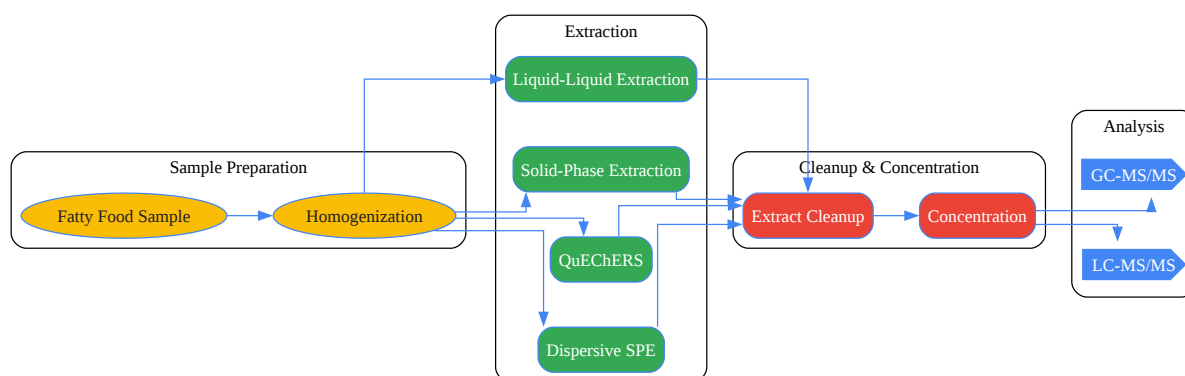 Sample Preparation
Fatty Food Sample
Homogenization
Extraction
Liquid-Liquid Extraction
Solid-Phase Extraction
QuEChERS
Dispersive SPE
Cleanup & Concentration
Extract Cleanup
Concentration
Analysis
GC-MS/MS
LC-MS/MS